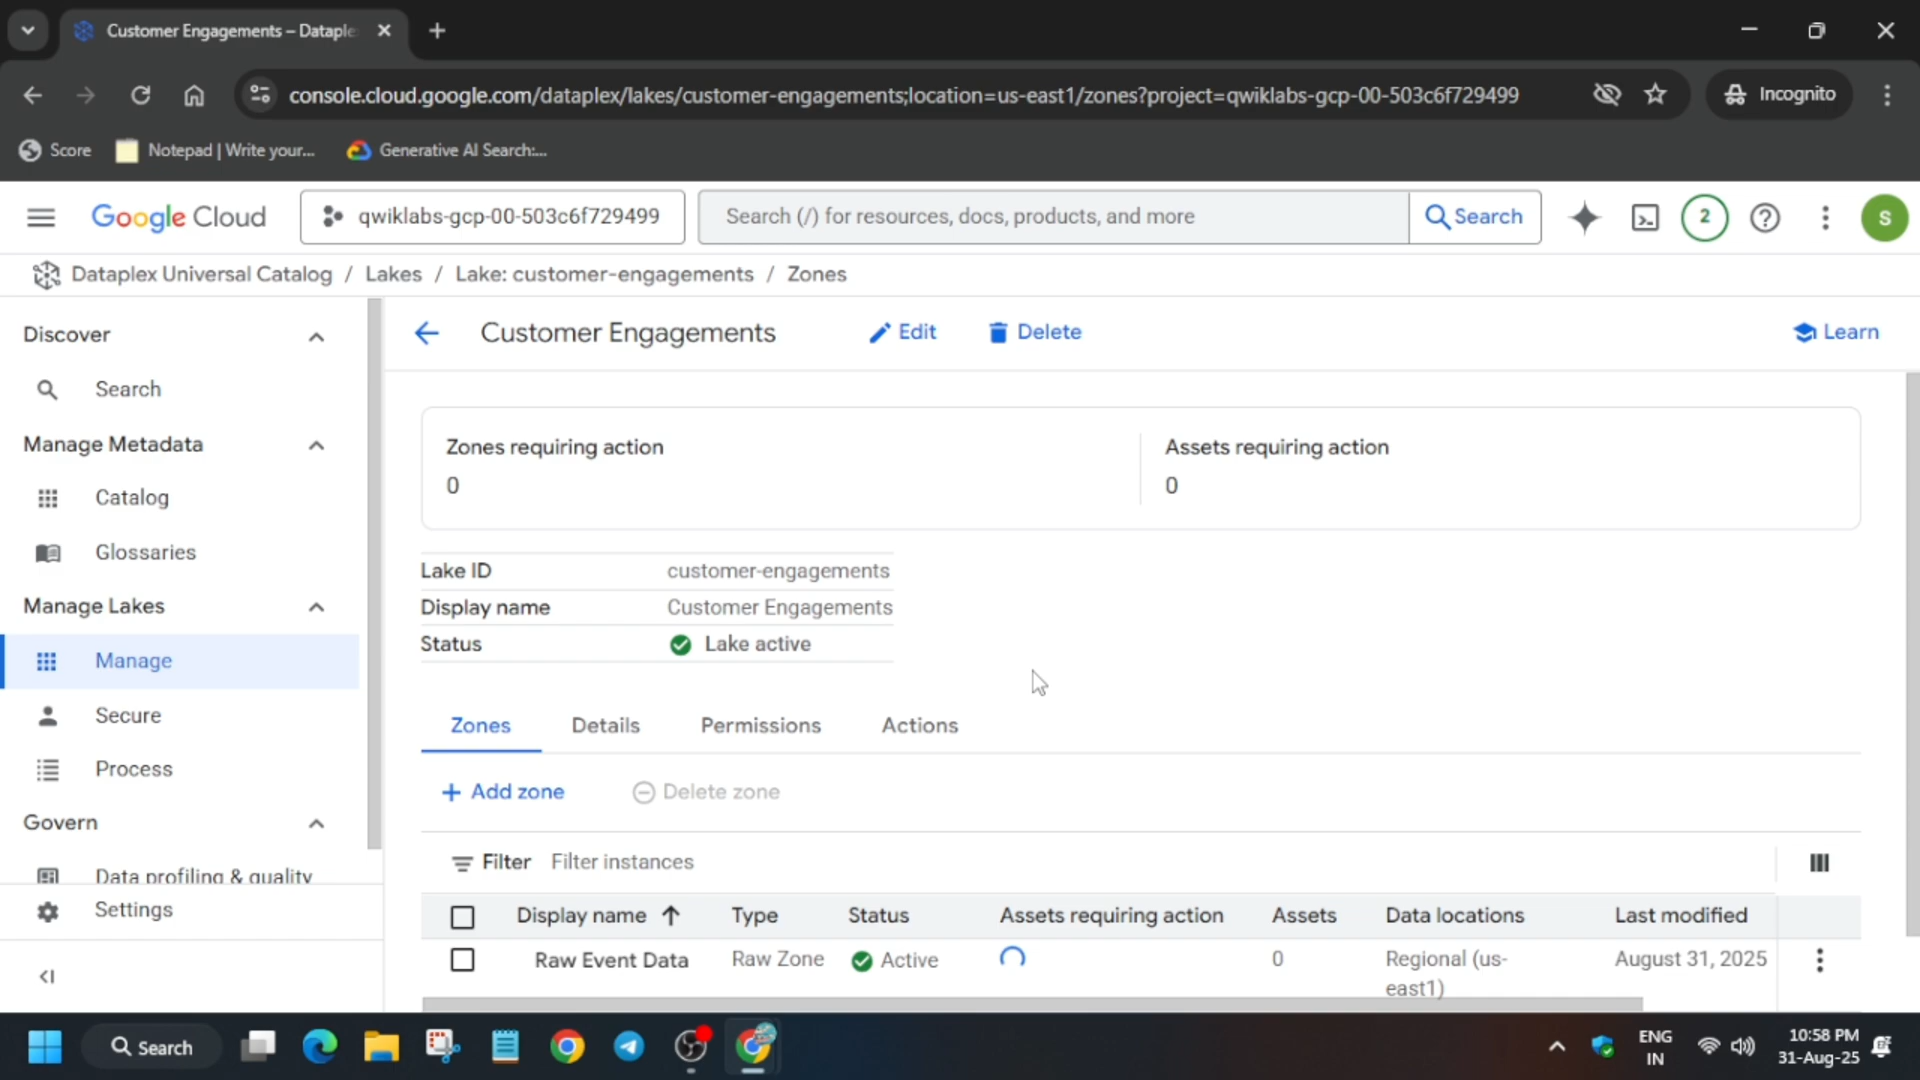 Customer Engagements – Dataple
console.cloud.google.com/dataplex/lakes/customer-engagements;location=us-east1/zones?project=qwiklabs-gcp-00-503c6f729499
Incognito
Score
Notepad | Write your...
Generative AI Search:...
Google Cloud
qwiklabs-gcp-00-503c6f729499
Search (/) for resources, docs, products, and more
Search
2
S
Dataplex Universal Catalog / Lakes / Lake: customer-engagements / Zones
Discover
Search
Manage Metadata
Catalog
Glossaries
Manage Lakes
Manage
Secure
Process
Govern
Data profiling & quality
Settings
Customer Engagements
Edit
Delete
Learn
Zones requiring action
0
Assets requiring action
0
Lake ID customer-engagements
Display name Customer Engagements
Status Lake active
Zones Details Permissions Actions
+ Add zone Delete zone
Filter Filter instances
Display name Type Status Assets requiring action Assets Data locations Last modified
Raw Event Data Raw Zone Active 0 Regional (us-east1) August 31, 2025
Search
ENG
IN
10:58 PM
31-Aug-25